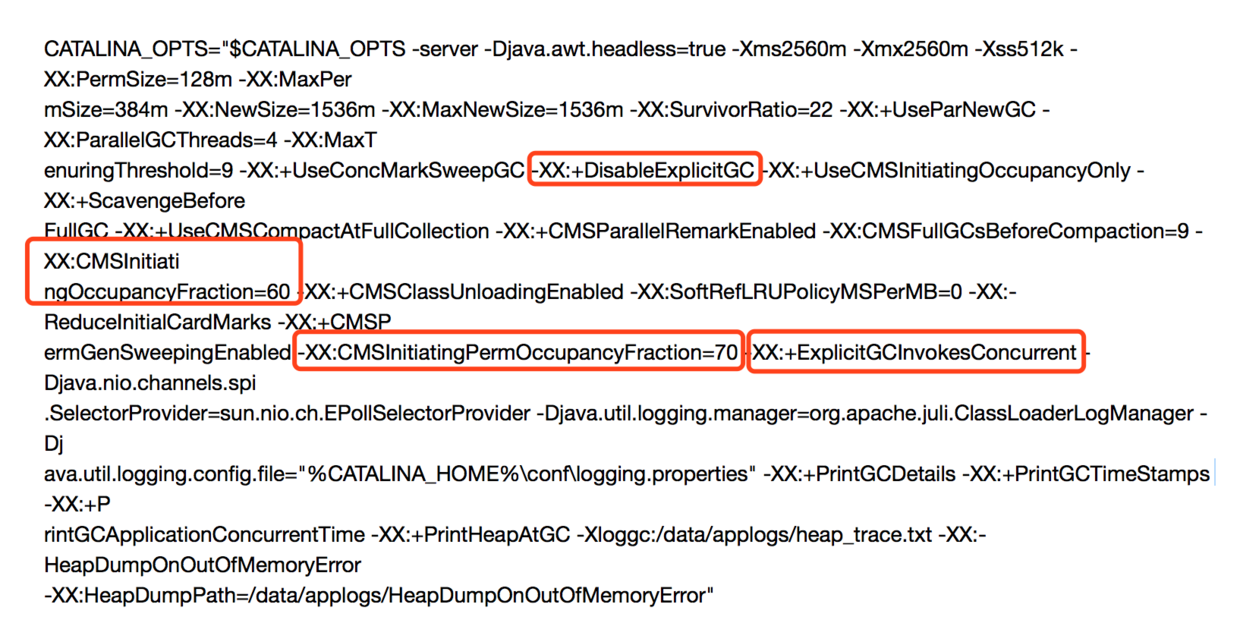 CATALINA_OPTS="$CATALINA_OPTS -server -Djava.awt.headless=true -Xms2560m -Xmx2560m -Xss512k -
XX:PermSize=128m -XX:MaxPer
mSize=384m -XX:NewSize=1536m -XX:MaxNewSize=1536m -XX:SurvivorRatio=22 -XX:+UseParNewGC -
XX:ParallelGCThreads=4 -XX:MaxT
enuringThreshold=9 -XX:+UseConcMarkSweepGC -XX:+DisableExplicitGC -XX:+UseCMSInitiatingOccupancyOnly -
XX:+ScavengeBefore
FullGC -XX:+UseCMSCompactAtFullCollection -XX:+CMSParallelRemarkEnabled -XX:CMSFullGCsBeforeCompaction=9 -
XX:CMSInitiati
ngOccupancyFraction=60 -XX:+CMSClassUnloadingEnabled -XX:SoftRefLRUPolicyMSPerMB=0 -XX:-
ReduceInitialCardMarks -XX:+CMSP
ermGenSweepingEnabled -XX:CMSInitiatingPermOccupancyFraction=70 -XX:+ExplicitGCInvokesConcurrent -
Djava.nio.channels.spi
.SelectorProvider=sun.nio.ch.EPollSelectorProvider -Djava.util.logging.manager=org.apache.juli.ClassLoaderLogManager -
Dj
ava.util.logging.config.file="%CATALINA_HOME%\conf\logging.properties" -XX:+PrintGCDetails -XX:+PrintGCTimeStamps
-XX:+P
rintGCApplicationConcurrentTime -XX:+PrintHeapAtGC -Xloggc:/data/applogs/heap_trace.txt -XX:-
HeapDumpOnOutOfMemoryError
-XX:HeapDumpPath=/data/applogs/HeapDumpOnOutOfMemoryError"